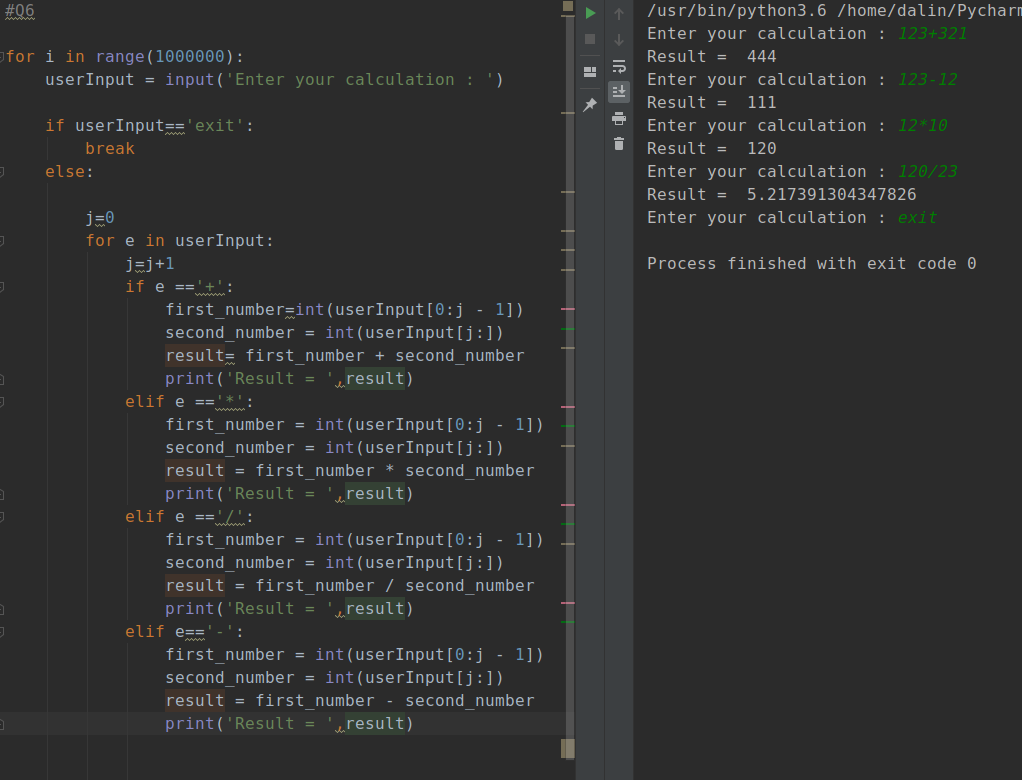 #Q6
for i in range(1000000):
    userInput = input('Enter your calculation : ')
    if userInput=='exit':
        break
    else:
        j=0
        for e in userInput:
            j=j+1
            if e =='+':
                first_number=int(userInput[0:j - 1])
                second_number = int(userInput[j:])
                result= first_number + second_number
                print('Result = ',result)
            elif e =='*':
                first_number = int(userInput[0:j - 1])
                second_number = int(userInput[j:])
                result = first_number * second_number
                print('Result = ',result)
            elif e =='/':
                first_number = int(userInput[0:j - 1])
                second_number = int(userInput[j:])
                result = first_number / second_number
                print('Result = ',result)
            elif e=='-':
                first_number = int(userInput[0:j - 1])
                second_number = int(userInput[j:])
                result = first_number - second_number
                print('Result = ',result)
/usr/bin/python3.6 /home/dalin/Pycharm
Enter your calculation : 123+321
Result =  444
Enter your calculation : 123-12
Result =  111
Enter your calculation : 12*10
Result =  120
Enter your calculation : 120/23
Result =  5.217391304347826
Enter your calculation : exit
Process finished with exit code 0